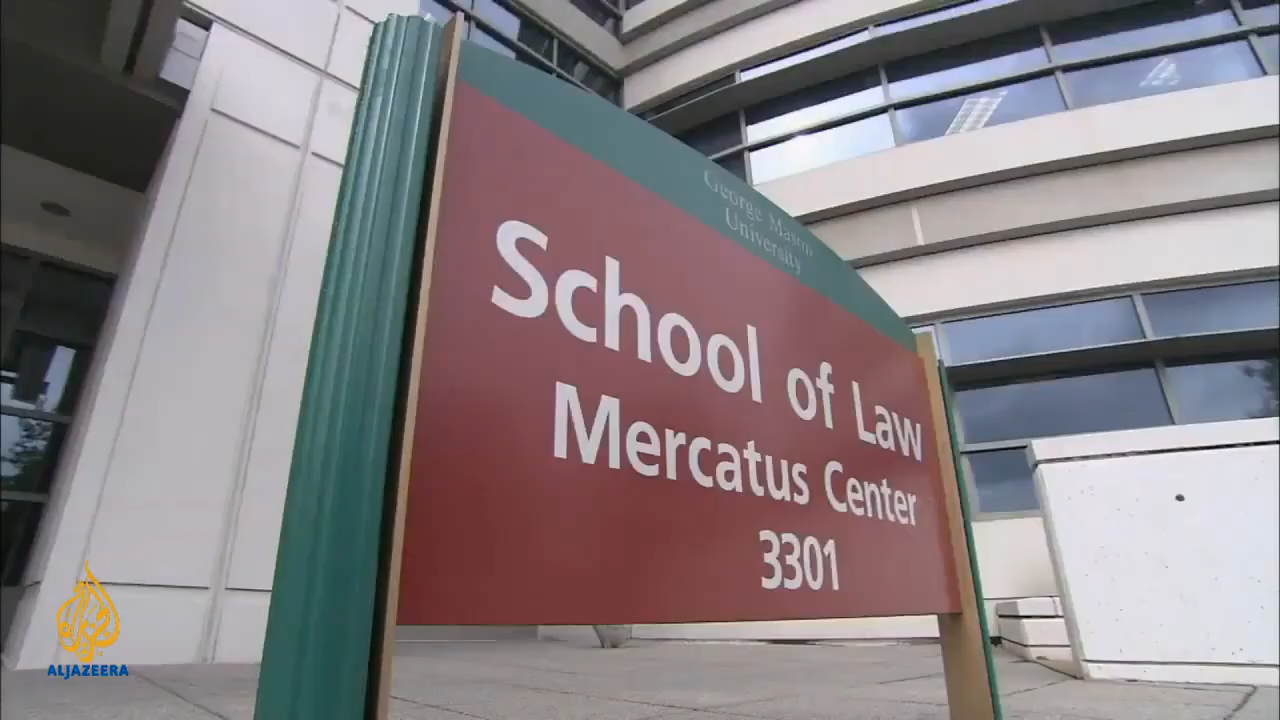 George Mason
University
School of Law
Mercatus Center
3301
ALJAZEERA